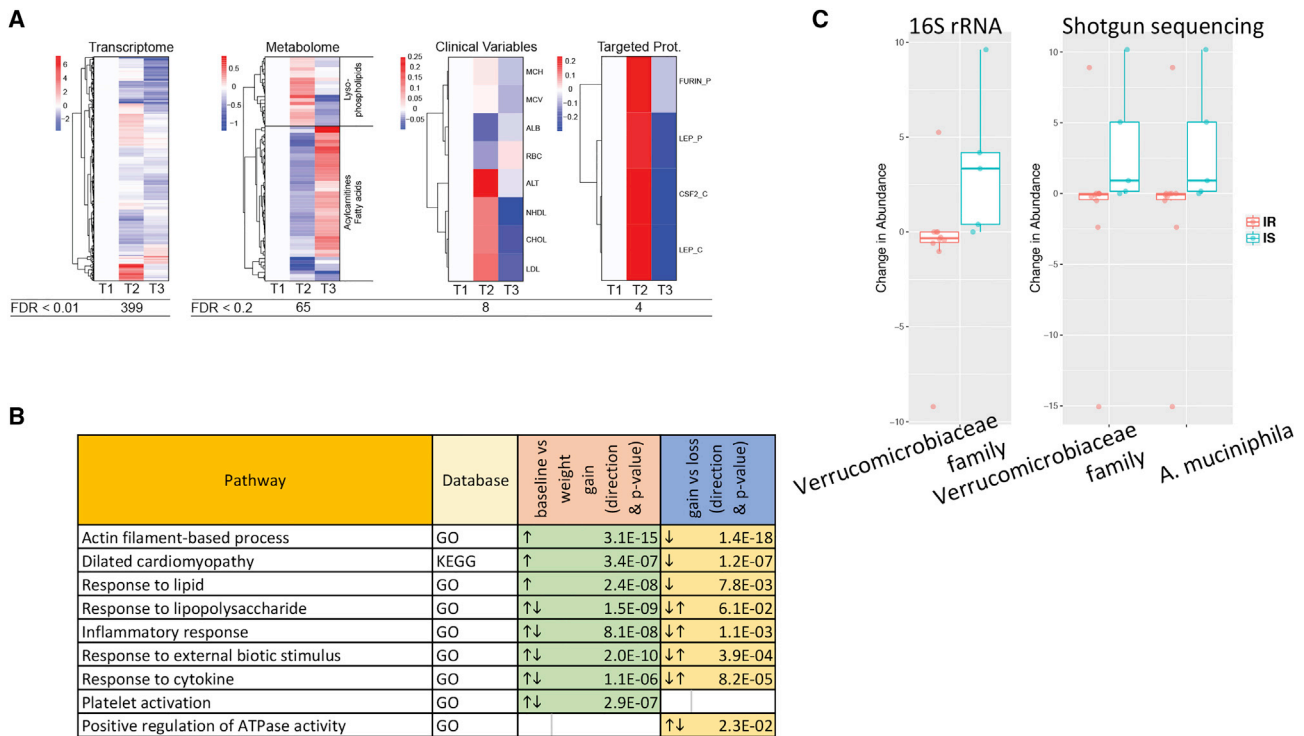 A
Transcriptome
Metabolome
Clinical Variables
Targeted Prot.
6
4
2
0
-2
0.5
0
-0.5
-1
0.25
0.2
0.15
0.1
0.05
0
-0.05
0.2
0.1
0
-0.1
-0.2
Lyso-
phospholipids
Acylcarnitines
Fatty acids
MCH
MCV
ALB
RBC
ALT
NHDL
CHOL
LDL
FURIN_P
LEP_P
CSF2_C
LEP_C
T1 T2 T3
T1 T2 T3
T1 T2 T3
T1 T2 T3
FDR < 0.01 399
FDR < 0.2 65 8 4
B
Pathway Database baseline vs weight gain (direction & p-value) gain vs loss (direction & p-value)
Actin filament-based process GO ↑ 3.1E-15 ↓ 1.4E-18
Dilated cardiomyopathy KEGG ↑ 3.4E-07 ↓ 1.2E-07
Response to lipid GO ↑ 2.4E-08 ↓ 7.8E-03
Response to lipopolysaccharide GO ↑↓ 1.5E-09 ↓↑ 6.1E-02
Inflammatory response GO ↑↓ 8.1E-08 ↓↑ 1.1E-03
Response to external biotic stimulus GO ↑↓ 2.0E-10 ↓↑ 3.9E-04
Response to cytokine GO ↑↓ 1.1E-06 ↓↑ 8.2E-05
Platelet activation GO ↑↓ 2.9E-07
Positive regulation of ATPase activity GO ↑↓ 2.3E-02
C
16S rRNA
Shotgun sequencing
Change in Abundance
10
5
0
-5
-10
Change in Abundance
10
5
0
-5
-10
-15
Verrucomicrobiaceae
family
Verrucomicrobiaceae
family
A. muciniphila
IR
IS